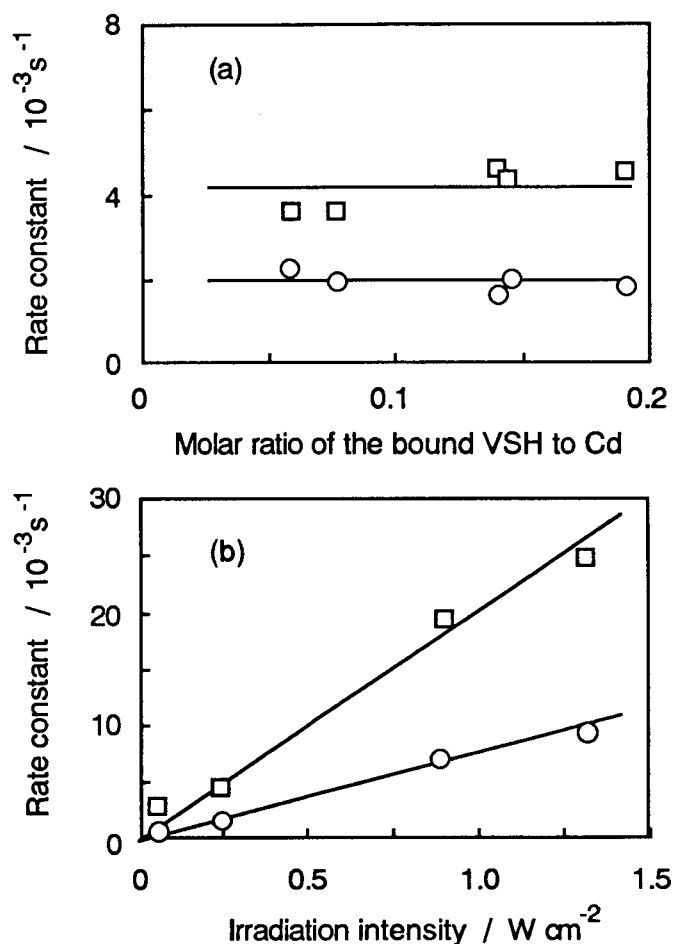 8
(a)
4
0
Rate constant / 10⁻³s⁻¹
0 0.1 0.2
Molar ratio of the bound VSH to Cd
30
(b)
20
10
0
Rate constant / 10⁻³s⁻¹
0 0.5 1.0 1.5
Irradiation intensity / W cm⁻²